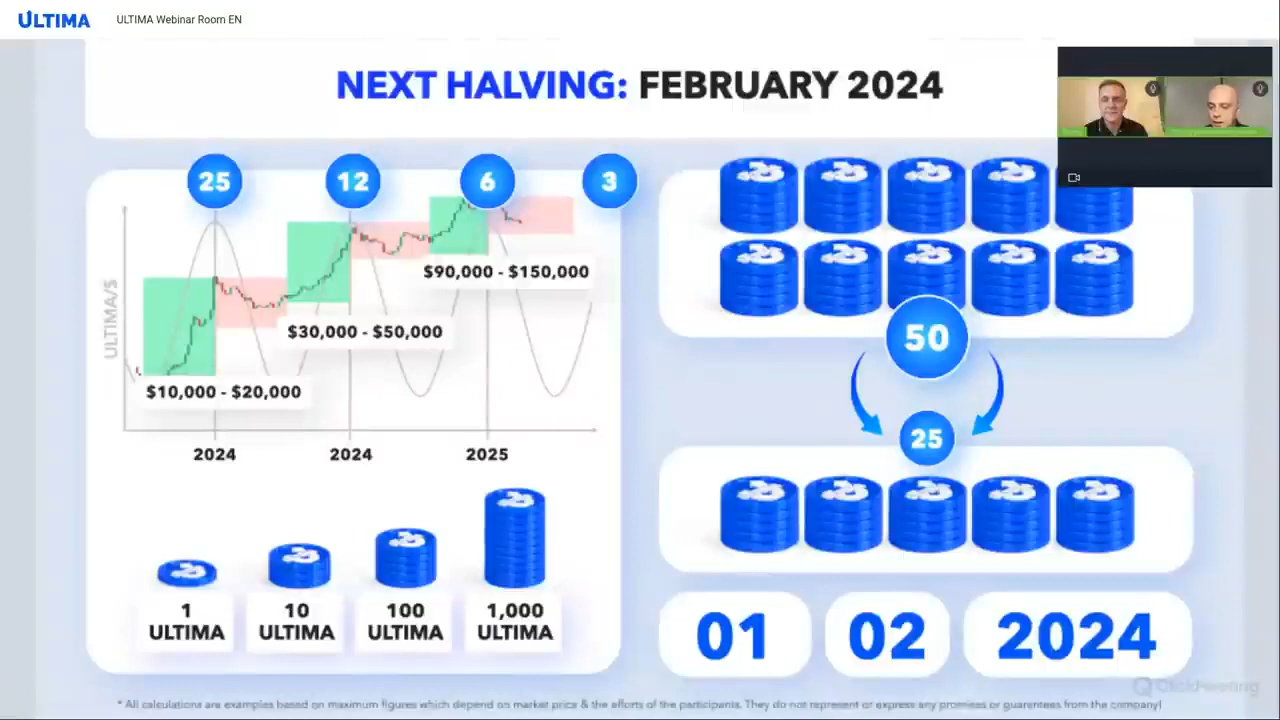 ULTIMA
ULTIMA Webinar Room EN
NEXT HALVING: FEBRUARY 2024
25
12
6
3
ULTIMA/$
$90,000 - $150,000
$30,000 - $50,000
$10,000 - $20,000
2024
2024
2025
1
ULTIMA
10
ULTIMA
100
ULTIMA
1,000
ULTIMA
50
25
01
02
2024
ClickMeeting
* All calculations are examples based on maximum figures which depend on market price & the efforts of the participants. They do not represent or express any promises or guarentees from the company!